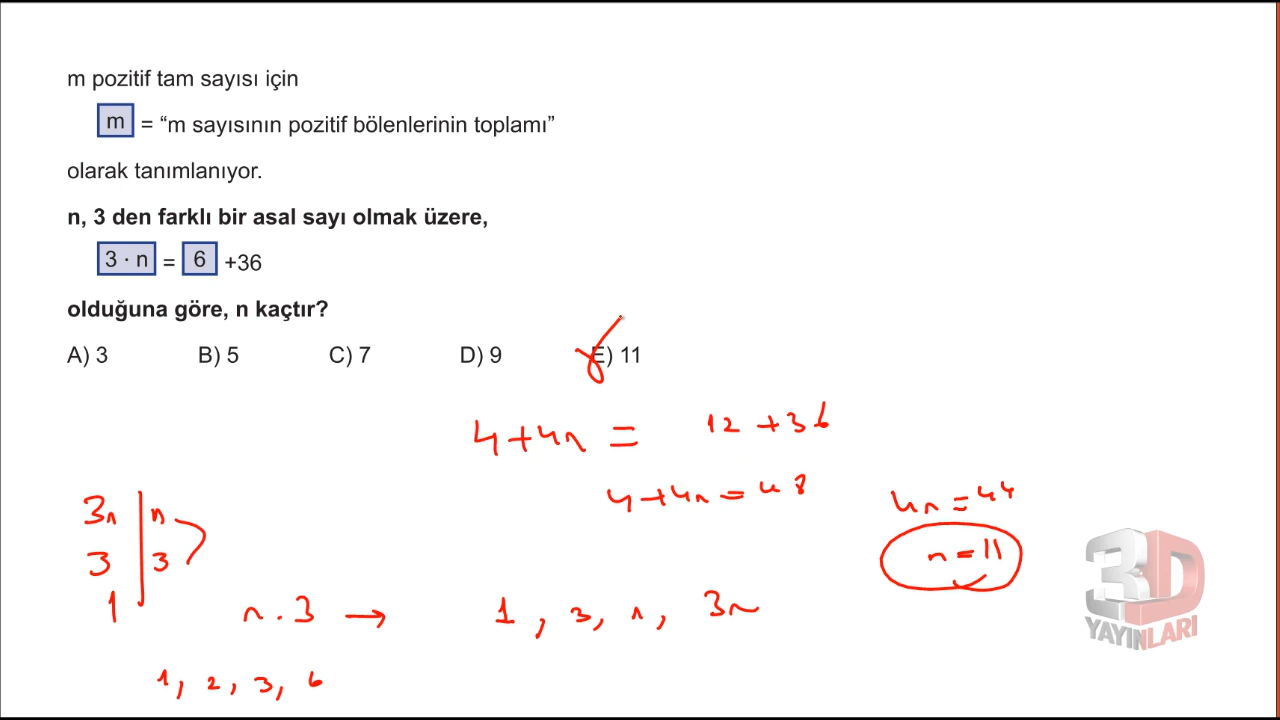 m pozitif tam sayısı için
m = “m sayısının pozitif bölenlerinin toplamı”
olarak tanımlanıyor.
n, 3 den farklı bir asal sayı olmak üzere,
3 · n = 6 +36
olduğuna göre, n kaçtır?
A) 3 B) 5 C) 7 D) 9 E) 11
4+4n = 12 +36
4+4n = 48
4n = 44
n = 11
3n | n
3 | 3
1
n . 3 → 1 , 3, n, 3n
1, 2, 3, 6
3D
YAYINLARI